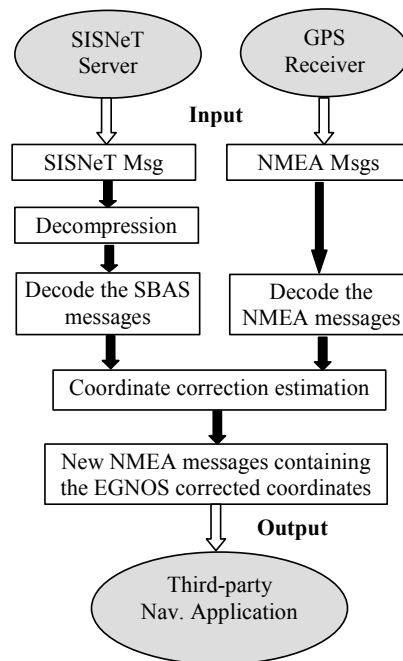 SISNeT
Server
GPS
Receiver
Input
SISNeT Msg
NMEA Msgs
Decompression
Decode the SBAS
messages
Decode the
NMEA messages
Coordinate correction estimation
New NMEA messages containing
the EGNOS corrected coordinates
Output
Third-party
Nav. Application